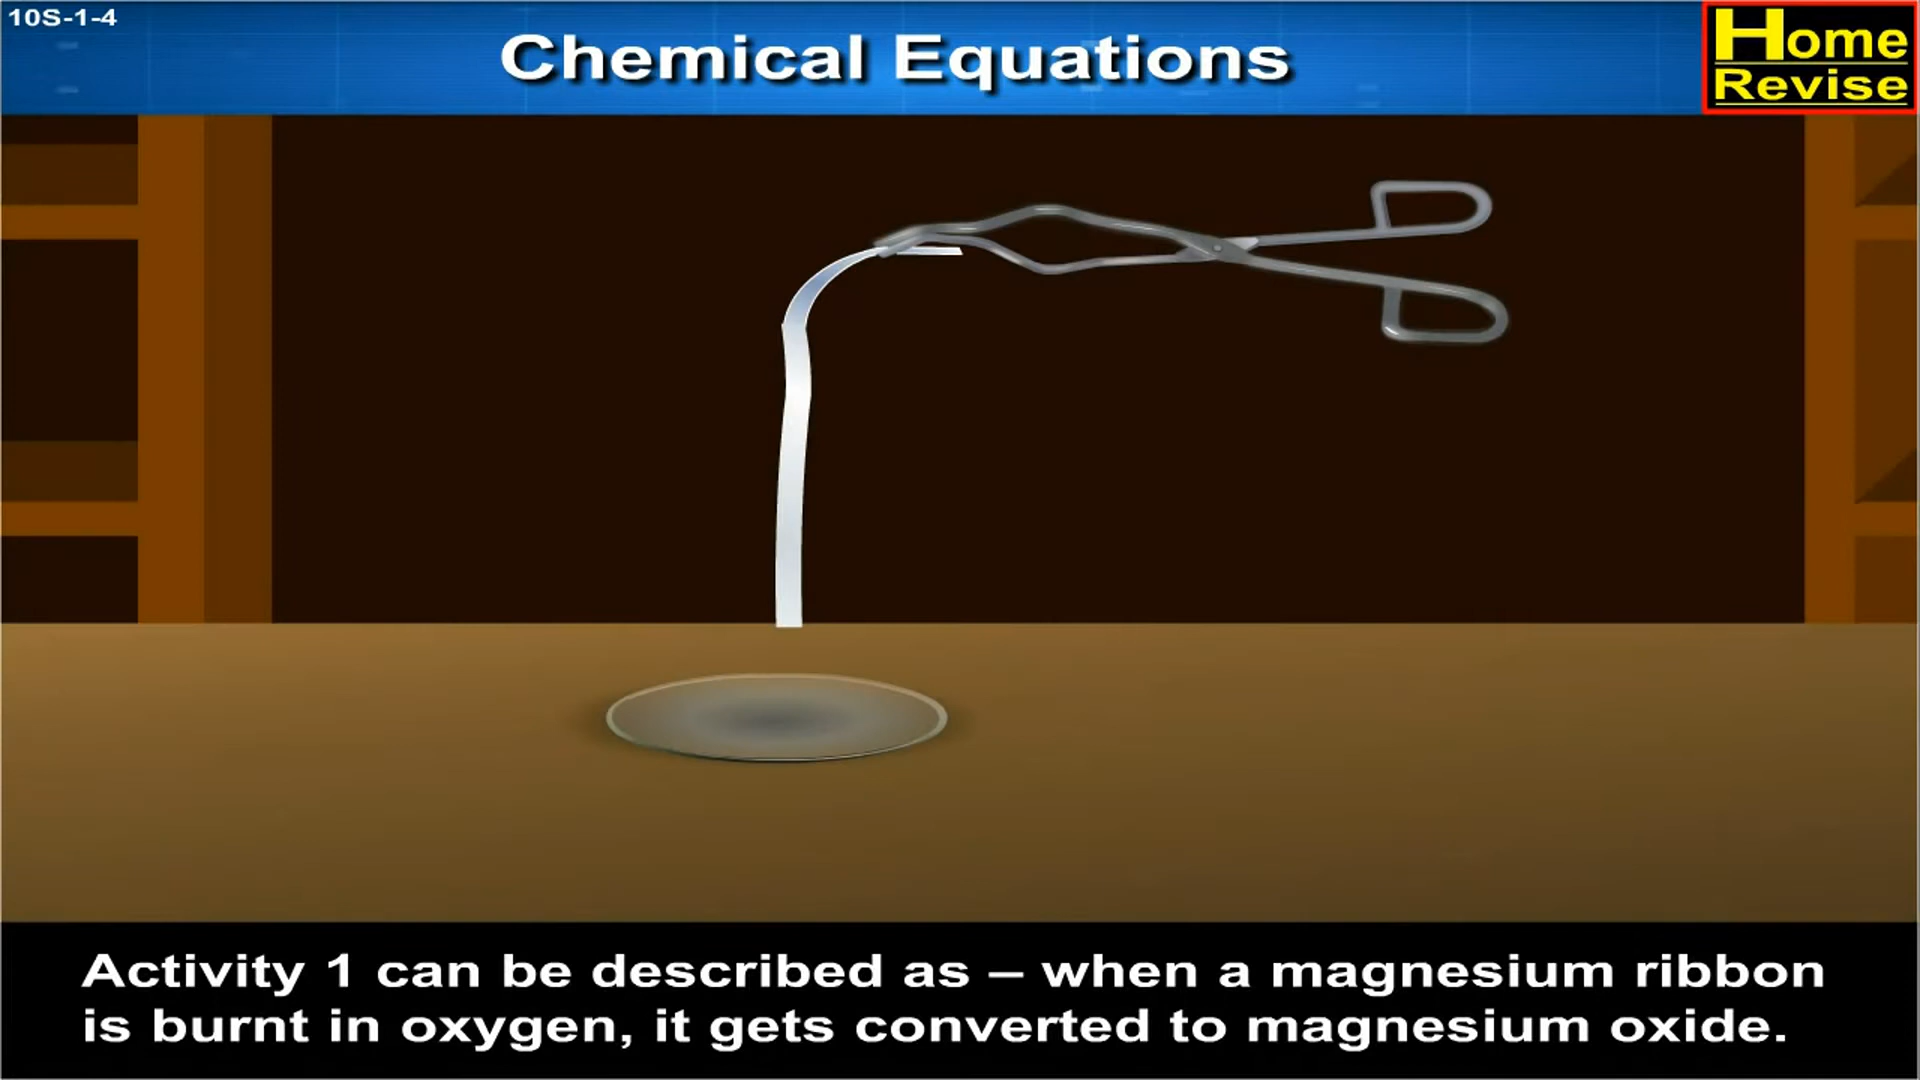 10S-1-4
Chemical Equations
Home
Revise
Activity 1 can be described as – when a magnesium ribbon
is burnt in oxygen, it gets converted to magnesium oxide.